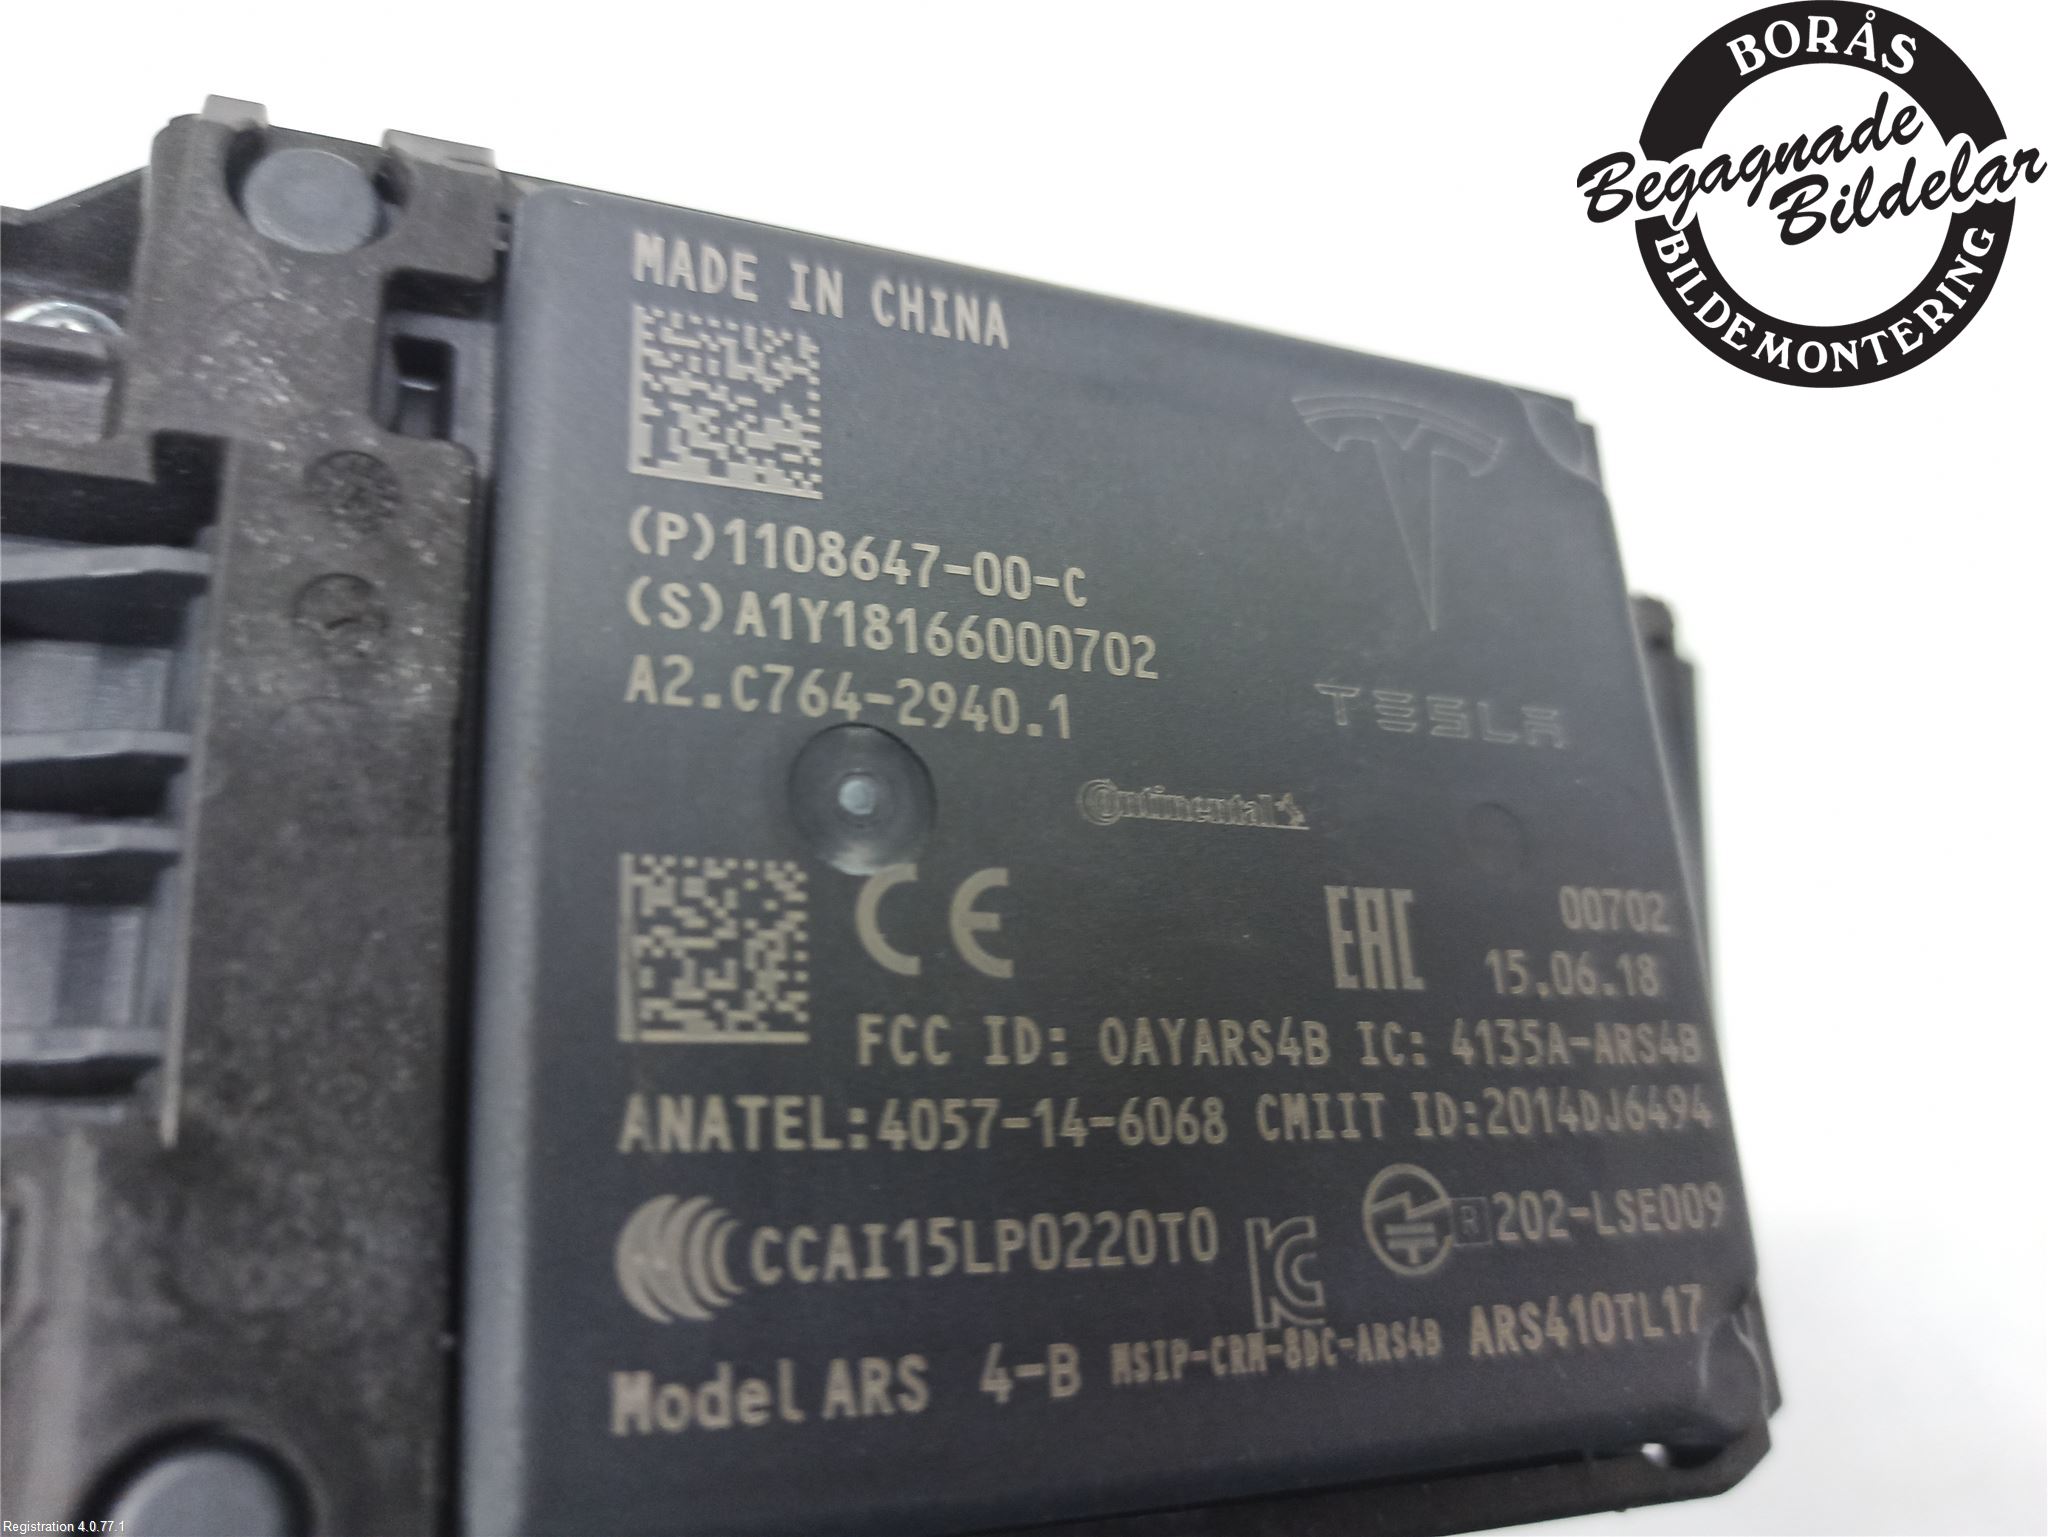 BORÅS
Begagnade
Bildelar
BILDEMONTERING
MADE IN CHINA
(P)1108647-00-C
(S)A1Y18166000702
A2.C764-2940.1
TESLA
Continental
CE
EAC
00702
15.06.18
FCC ID: OAYARS4B IC: 4135A-ARS4B
ANATEL:4057-14-6068 CMIIT ID:2014DJ6494
CCAI15LP0220T0
R 202-LSE009
Model ARS 4-B MSIP-CRM-8DC-ARS4B ARS410TL17
Registration 4.0.77.1